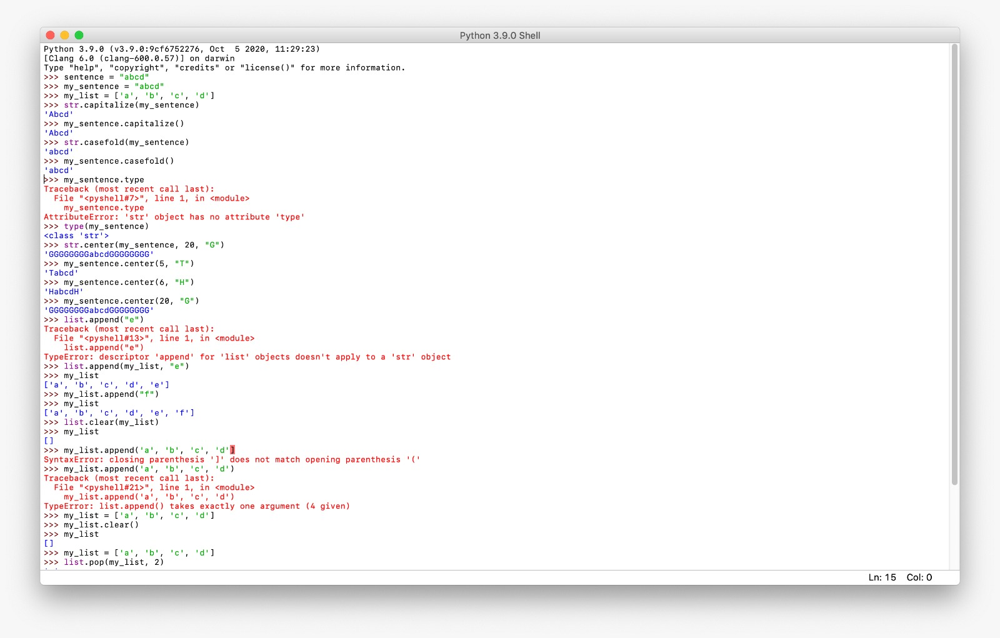 Python 3.9.0 Shell
Python 3.9.0 (v3.9.0:9cf6752276, Oct  5 2020, 11:29:23)
[Clang 6.0 (clang-600.0.57)] on darwin
Type "help", "copyright", "credits" or "license()" for more information.
>>> sentence = "abcd"
>>> my_sentence = "abcd"
>>> my_list = ['a', 'b', 'c', 'd']
>>> str.capitalize(my_sentence)
'Abcd'
>>> my_sentence.capitalize()
'Abcd'
>>> str.casefold(my_sentence)
'abcd'
>>> my_sentence.casefold()
'abcd'
>>> my_sentence.type
Traceback (most recent call last):
  File "<pyshell#7>", line 1, in <module>
    my_sentence.type
AttributeError: 'str' object has no attribute 'type'
>>> type(my_sentence)
<class 'str'>
>>> str.center(my_sentence, 20, "G")
'GGGGGGGGabcdGGGGGGGG'
>>> my_sentence.center(5, "T")
'Tabcd'
>>> my_sentence.center(6, "H")
'HabcdH'
>>> my_sentence.center(20, "G")
'GGGGGGGGabcdGGGGGGGG'
>>> list.append("e")
Traceback (most recent call last):
  File "<pyshell#13>", line 1, in <module>
    list.append("e")
TypeError: descriptor 'append' for 'list' objects doesn't apply to a 'str' object
>>> list.append(my_list, "e")
>>> my_list
['a', 'b', 'c', 'd', 'e']
>>> my_list.append("f")
>>> my_list
['a', 'b', 'c', 'd', 'e', 'f']
>>> list.clear(my_list)
>>> my_list
[]
>>> my_list.append('a', 'b', 'c', 'd']
SyntaxError: closing parenthesis ']' does not match opening parenthesis '('
>>> my_list.append('a', 'b', 'c', 'd')
Traceback (most recent call last):
  File "<pyshell#21>", line 1, in <module>
    my_list.append('a', 'b', 'c', 'd')
TypeError: list.append() takes exactly one argument (4 given)
>>> my_list = ['a', 'b', 'c', 'd']
>>> my_list.clear()
>>> my_list
[]
>>> my_list = ['a', 'b', 'c', 'd']
>>> list.pop(my_list, 2)
Ln: 15 Col: 0